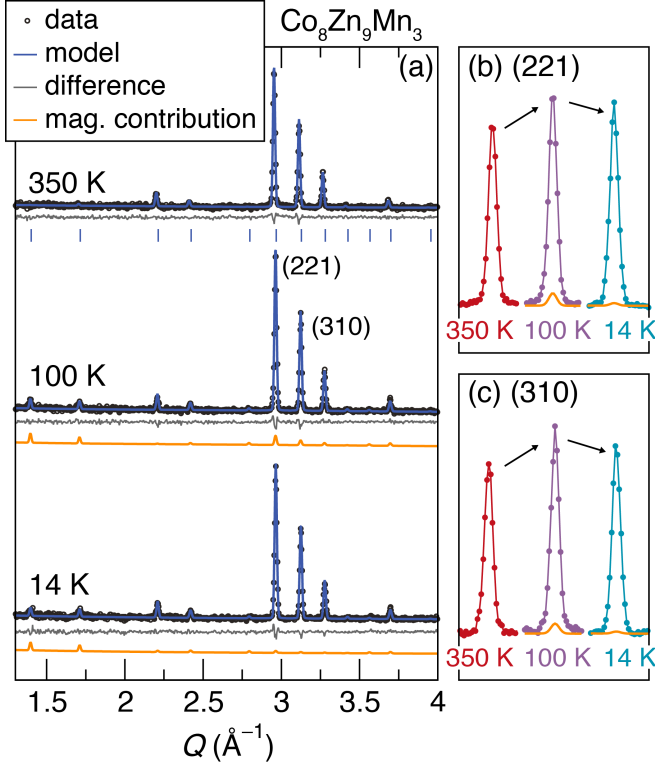 data
model
difference
mag. contribution
Co₈Zn₉Mn₃
(a)
350 K
(221)
(310)
100 K
14 K
1.5 2 2.5 3 3.5 4
Q (Å⁻¹)
(b) (221)
350 K 100 K 14 K
(c) (310)
350 K 100 K 14 K